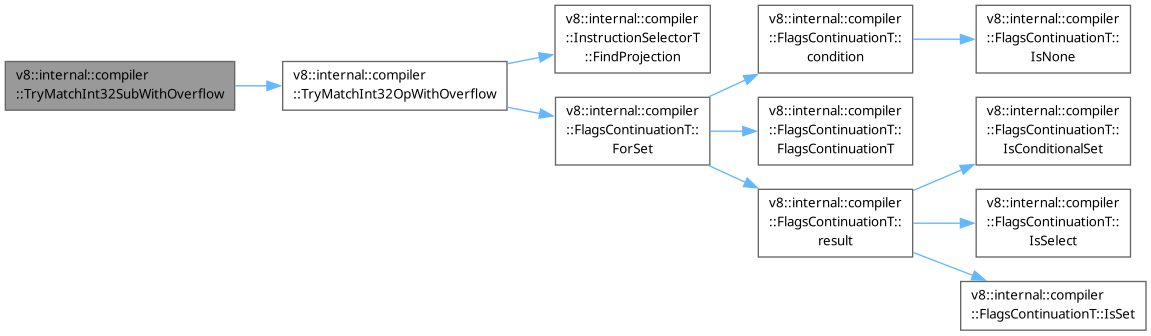 v8::internal::compiler
::TryMatchInt32SubWithOverflow
v8::internal::compiler
::TryMatchInt32OpWithOverflow
v8::internal::compiler
::InstructionSelectorT
::FindProjection
v8::internal::compiler
::FlagsContinuationT::
ForSet
v8::internal::compiler
::FlagsContinuationT::
condition
v8::internal::compiler
::FlagsContinuationT::
FlagsContinuationT
v8::internal::compiler
::FlagsContinuationT::
result
v8::internal::compiler
::FlagsContinuationT::
IsNone
v8::internal::compiler
::FlagsContinuationT::
IsConditionalSet
v8::internal::compiler
::FlagsContinuationT::
IsSelect
v8::internal::compiler
::FlagsContinuationT::IsSet